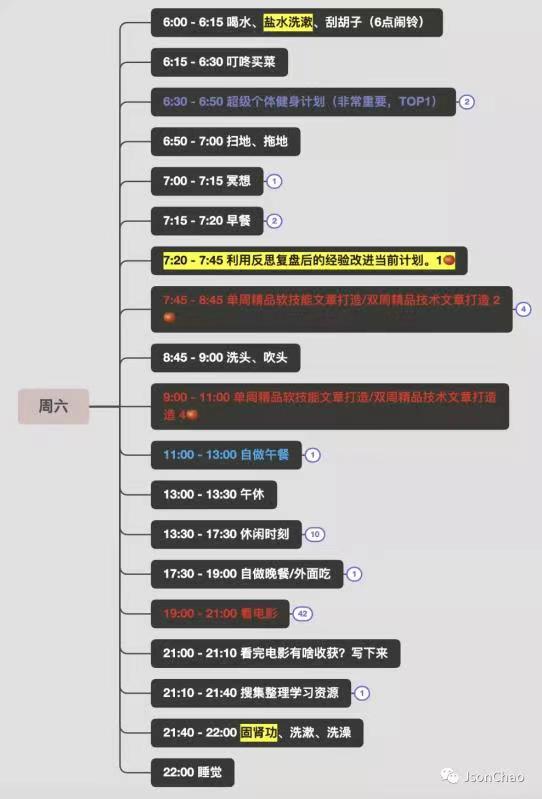 6:00 - 6:15 喝水、盐水洗漱、刮胡子（6点闹铃）
6:15 - 6:30 叮咚买菜
6:30 - 6:50 超级个体健身计划（非常重要，TOP1）
2
6:50 - 7:00 扫地、拖地
7:00 - 7:15 冥想
1
7:15 - 7:20 早餐
2
7:20 - 7:45 利用反思复盘后的经验改进当前计划。1🍅
7:45 - 8:45 单周精品软技能文章打造/双周精品技术文章打造 2
🍅
4
8:45 - 9:00 洗头、吹头
周六
9:00 - 11:00 单周精品软技能文章打造/双周精品技术文章打造
造 4🍅
11:00 - 13:00 自做午餐
1
13:00 - 13:30 午休
13:30 - 17:30 休闲时刻
10
17:30 - 19:00 自做晚餐/外面吃
1
19:00 - 21:00 看电影
42
21:00 - 21:10 看完电影有啥收获？写下来
21:10 - 21:40 搜集整理学习资源
1
21:40 - 22:00 固肾功、洗漱、洗澡
22:00 睡觉
JsonChao